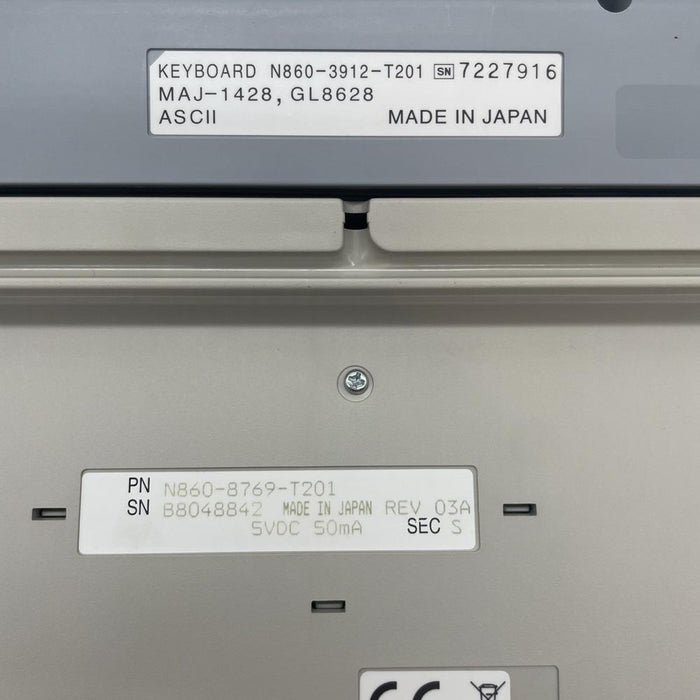 KEYBOARD N860-3912-T201 SN 7227916
MAJ-1428, GL8628
ASCII MADE IN JAPAN
PN N860-8769-T201
SN B8048842 MADE IN JAPAN REV 03A
5VDC 50mA SEC S
CE